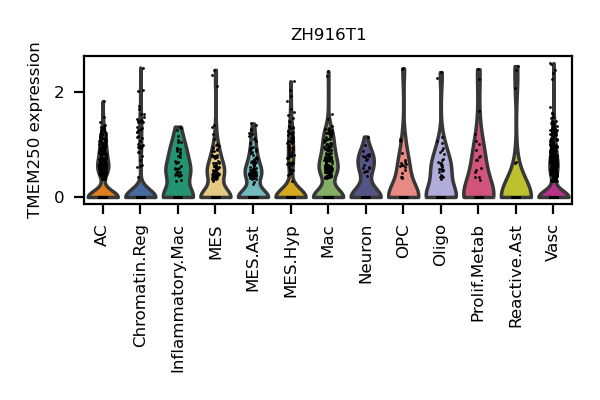 ZH916T1
TMEM250 expression
2
0
AC
Chromatin.Reg
Inflammatory.Mac
MES
MES.Ast
MES.Hyp
Mac
Neuron
OPC
Oligo
Prolif.Metab
Reactive.Ast
Vasc